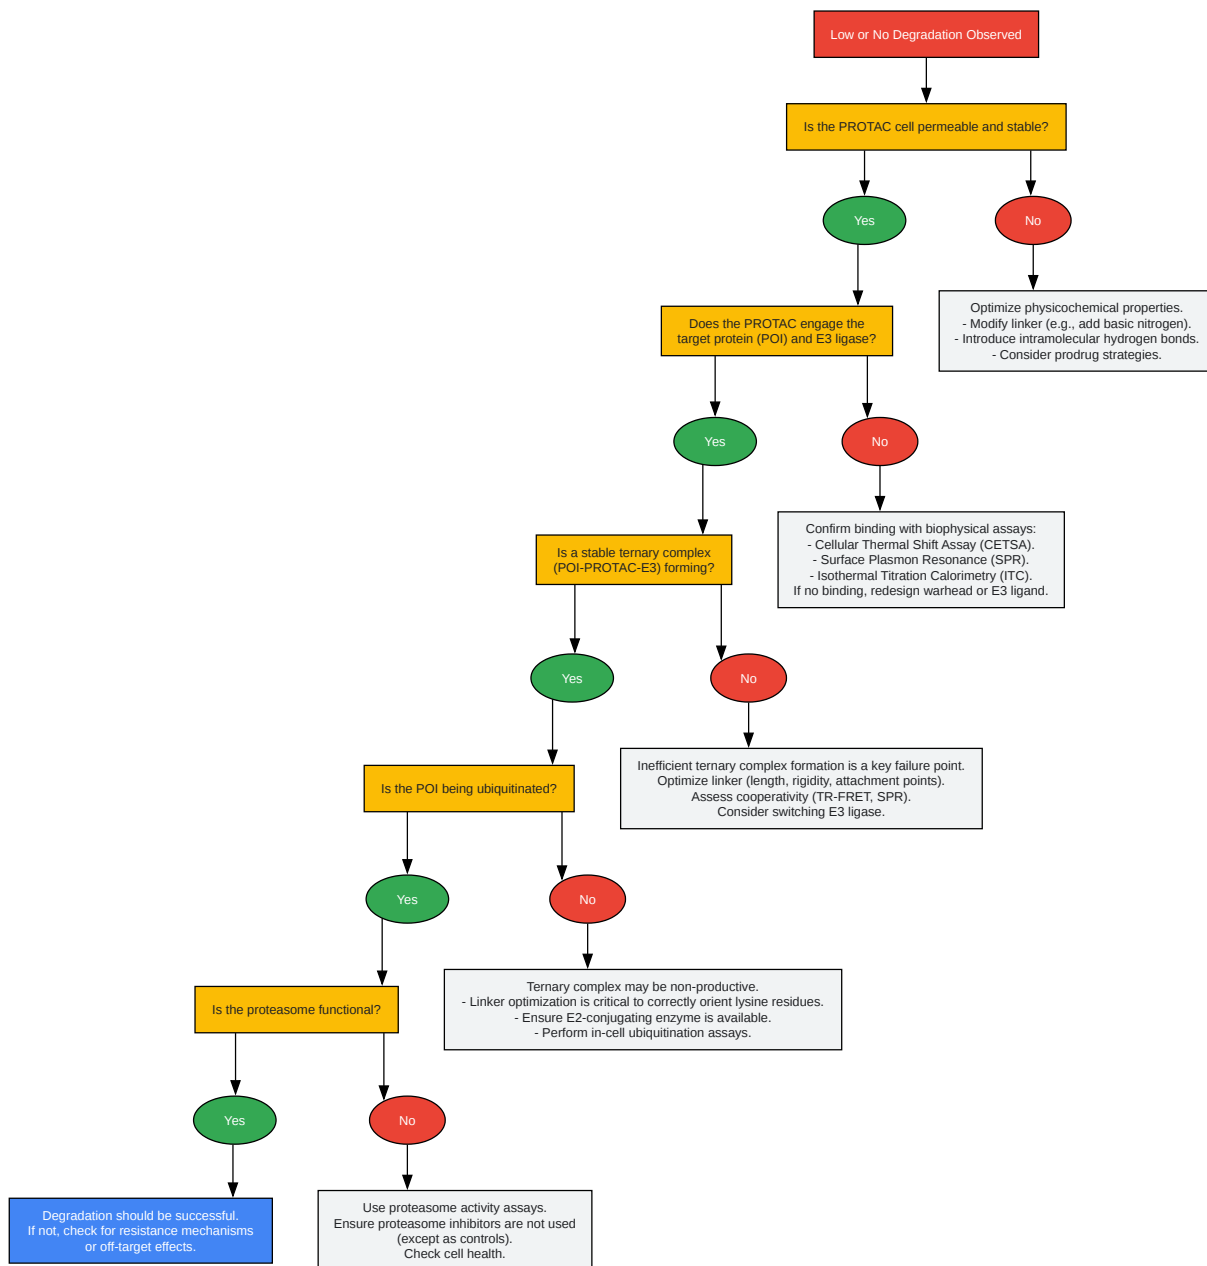 Low or No Degradation Observed
Is the PROTAC cell permeable and stable?
Yes
No
Optimize physicochemical properties.
- Modify linker (e.g., add basic nitrogen).
- Introduce intramolecular hydrogen bonds.
- Consider prodrug strategies.
Does the PROTAC engage the
target protein (POI) and E3 ligase?
Yes
No
Confirm binding with biophysical assays:
- Cellular Thermal Shift Assay (CETSA).
- Surface Plasmon Resonance (SPR).
- Isothermal Titration Calorimetry (ITC).
If no binding, redesign warhead or E3 ligand.
Is a stable ternary complex
(POI-PROTAC-E3) forming?
Yes
No
Inefficient ternary complex formation is a key failure point.
Optimize linker (length, rigidity, attachment points).
Assess cooperativity (TR-FRET, SPR).
Consider switching E3 ligase.
Is the POI being ubiquitinated?
Yes
No
Ternary complex may be non-productive.
- Linker optimization is critical to correctly orient lysine residues.
- Ensure E2-conjugating enzyme is available.
- Perform in-cell ubiquitination assays.
Is the proteasome functional?
Yes
No
Degradation should be successful.
If not, check for resistance mechanisms
or off-target effects.
Use proteasome activity assays.
Ensure proteasome inhibitors are not used
(except as controls).
Check cell health.